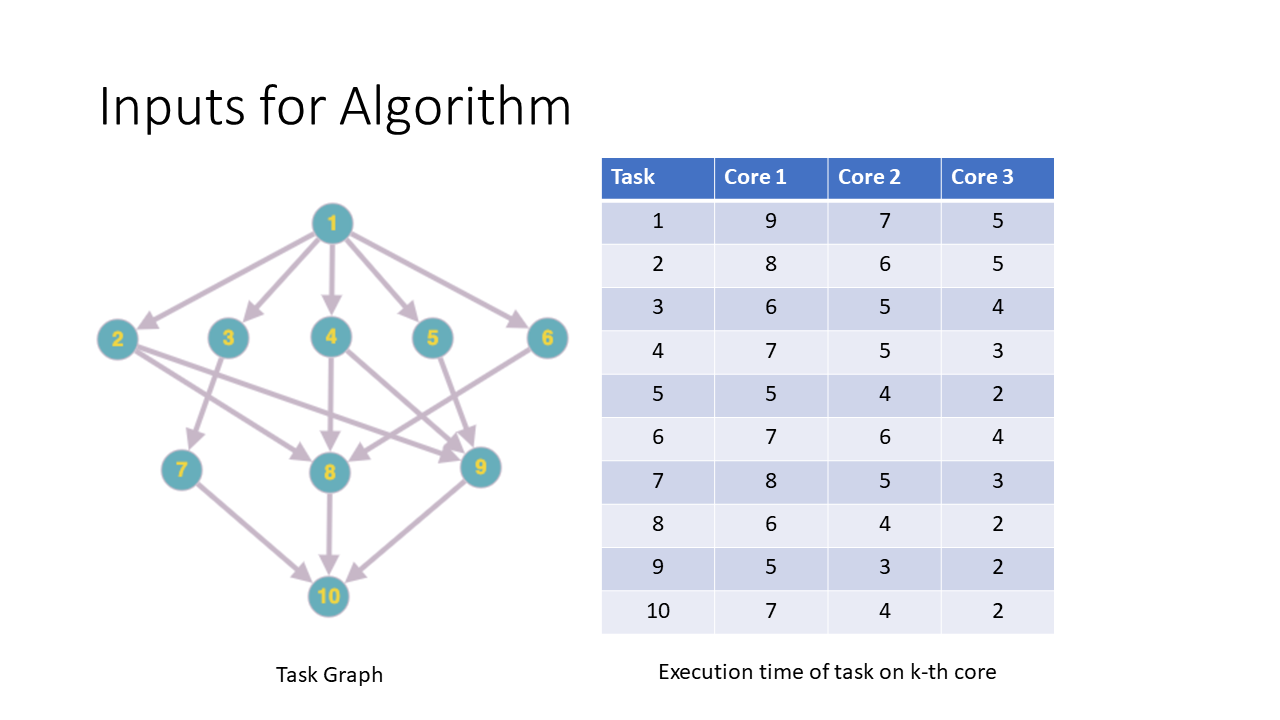 Inputs for Algorithm
1
2 3 4 5 6
7 8 9
10
Task Graph
Task Core 1 Core 2 Core 3
1 9 7 5
2 8 6 5
3 6 5 4
4 7 5 3
5 5 4 2
6 7 6 4
7 8 5 3
8 6 4 2
9 5 3 2
10 7 4 2
Execution time of task on k-th core